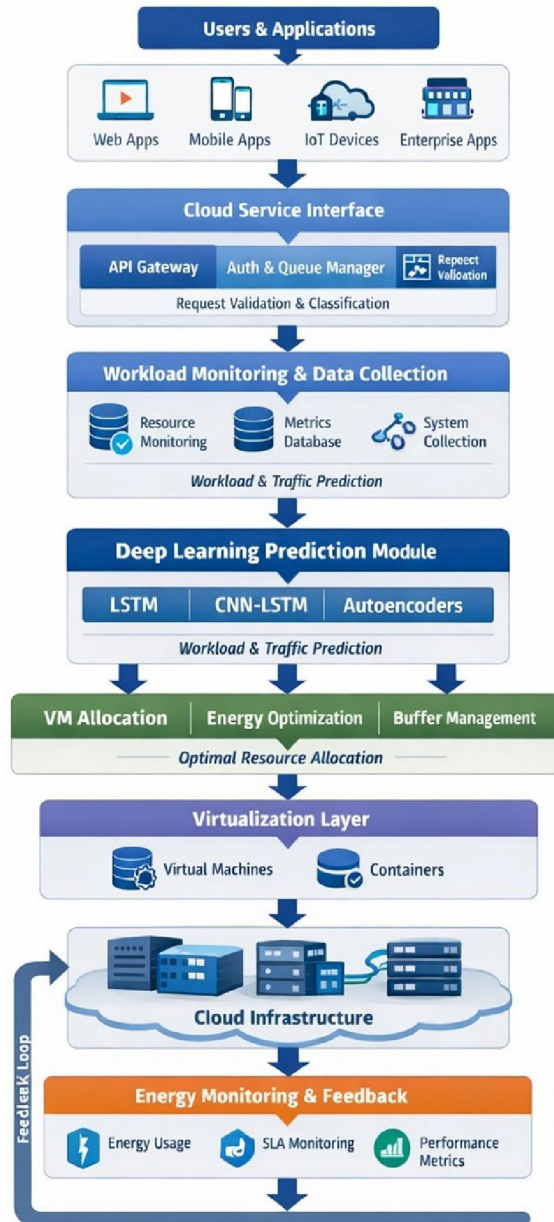 Users & Applications
Web Apps
Mobile Apps
IoT Devices
Enterprise Apps
Cloud Service Interface
API Gateway
Auth & Queue Manager
Repect
Valloation
Request Validation & Classification
Workload Monitoring & Data Collection
Resource
Monitoring
Metrics
Database
System
Collection
Workload & Traffic Prediction
Deep Learning Prediction Module
LSTM
CNN-LSTM
Autoencoders
Workload & Traffic Prediction
VM Allocation
Energy Optimization
Buffer Management
Optimal Resource Allocation
Virtualization Layer
Virtual Machines
Containers
Cloud Infrastructure
Feedleek Loop
Energy Monitoring & Feedback
Energy Usage
SLA Monitoring
Performance
Metrics